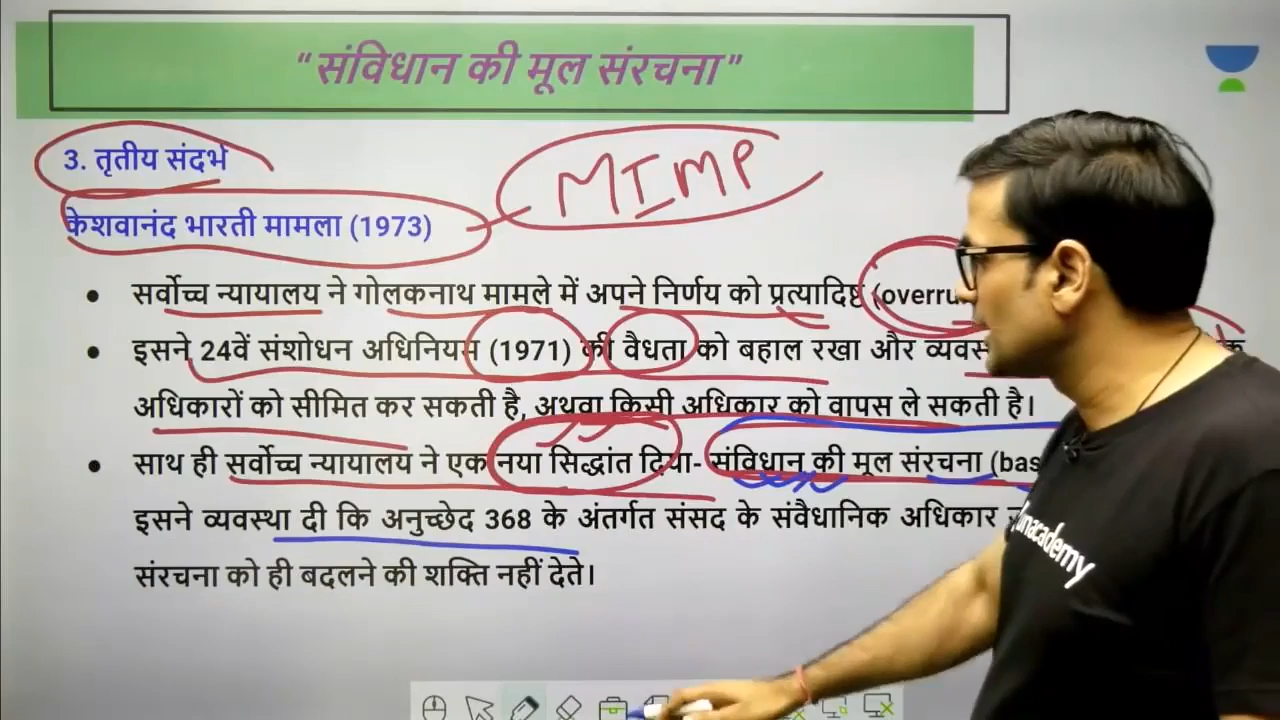 “संविधान की मूल संरचना”
3. तृतीय संदर्भ
MIMP
केशवानंद भारती मामला (1973)
सर्वोच्च न्यायालय ने गोलकनाथ मामले में अपने निर्णय को प्रत्यादिष्ट
इसने 24वें संशोधन अधिनियम (1971) की वैधता को बहाल रखा और
अधिकारों को सीमित कर सकती है, अथवा किसी अधिकार को वापस ले सकती है।
साथ ही सर्वोच्च न्यायालय ने एक नया सिद्धांत दिया- संविधान की मूल संरचना
इसने व्यवस्था दी कि अनुच्छेद 368 के अंतर्गत संसद के संवैधानिक अधिकार
unacademy
संरचना को ही बदलने की शक्ति नहीं देते।